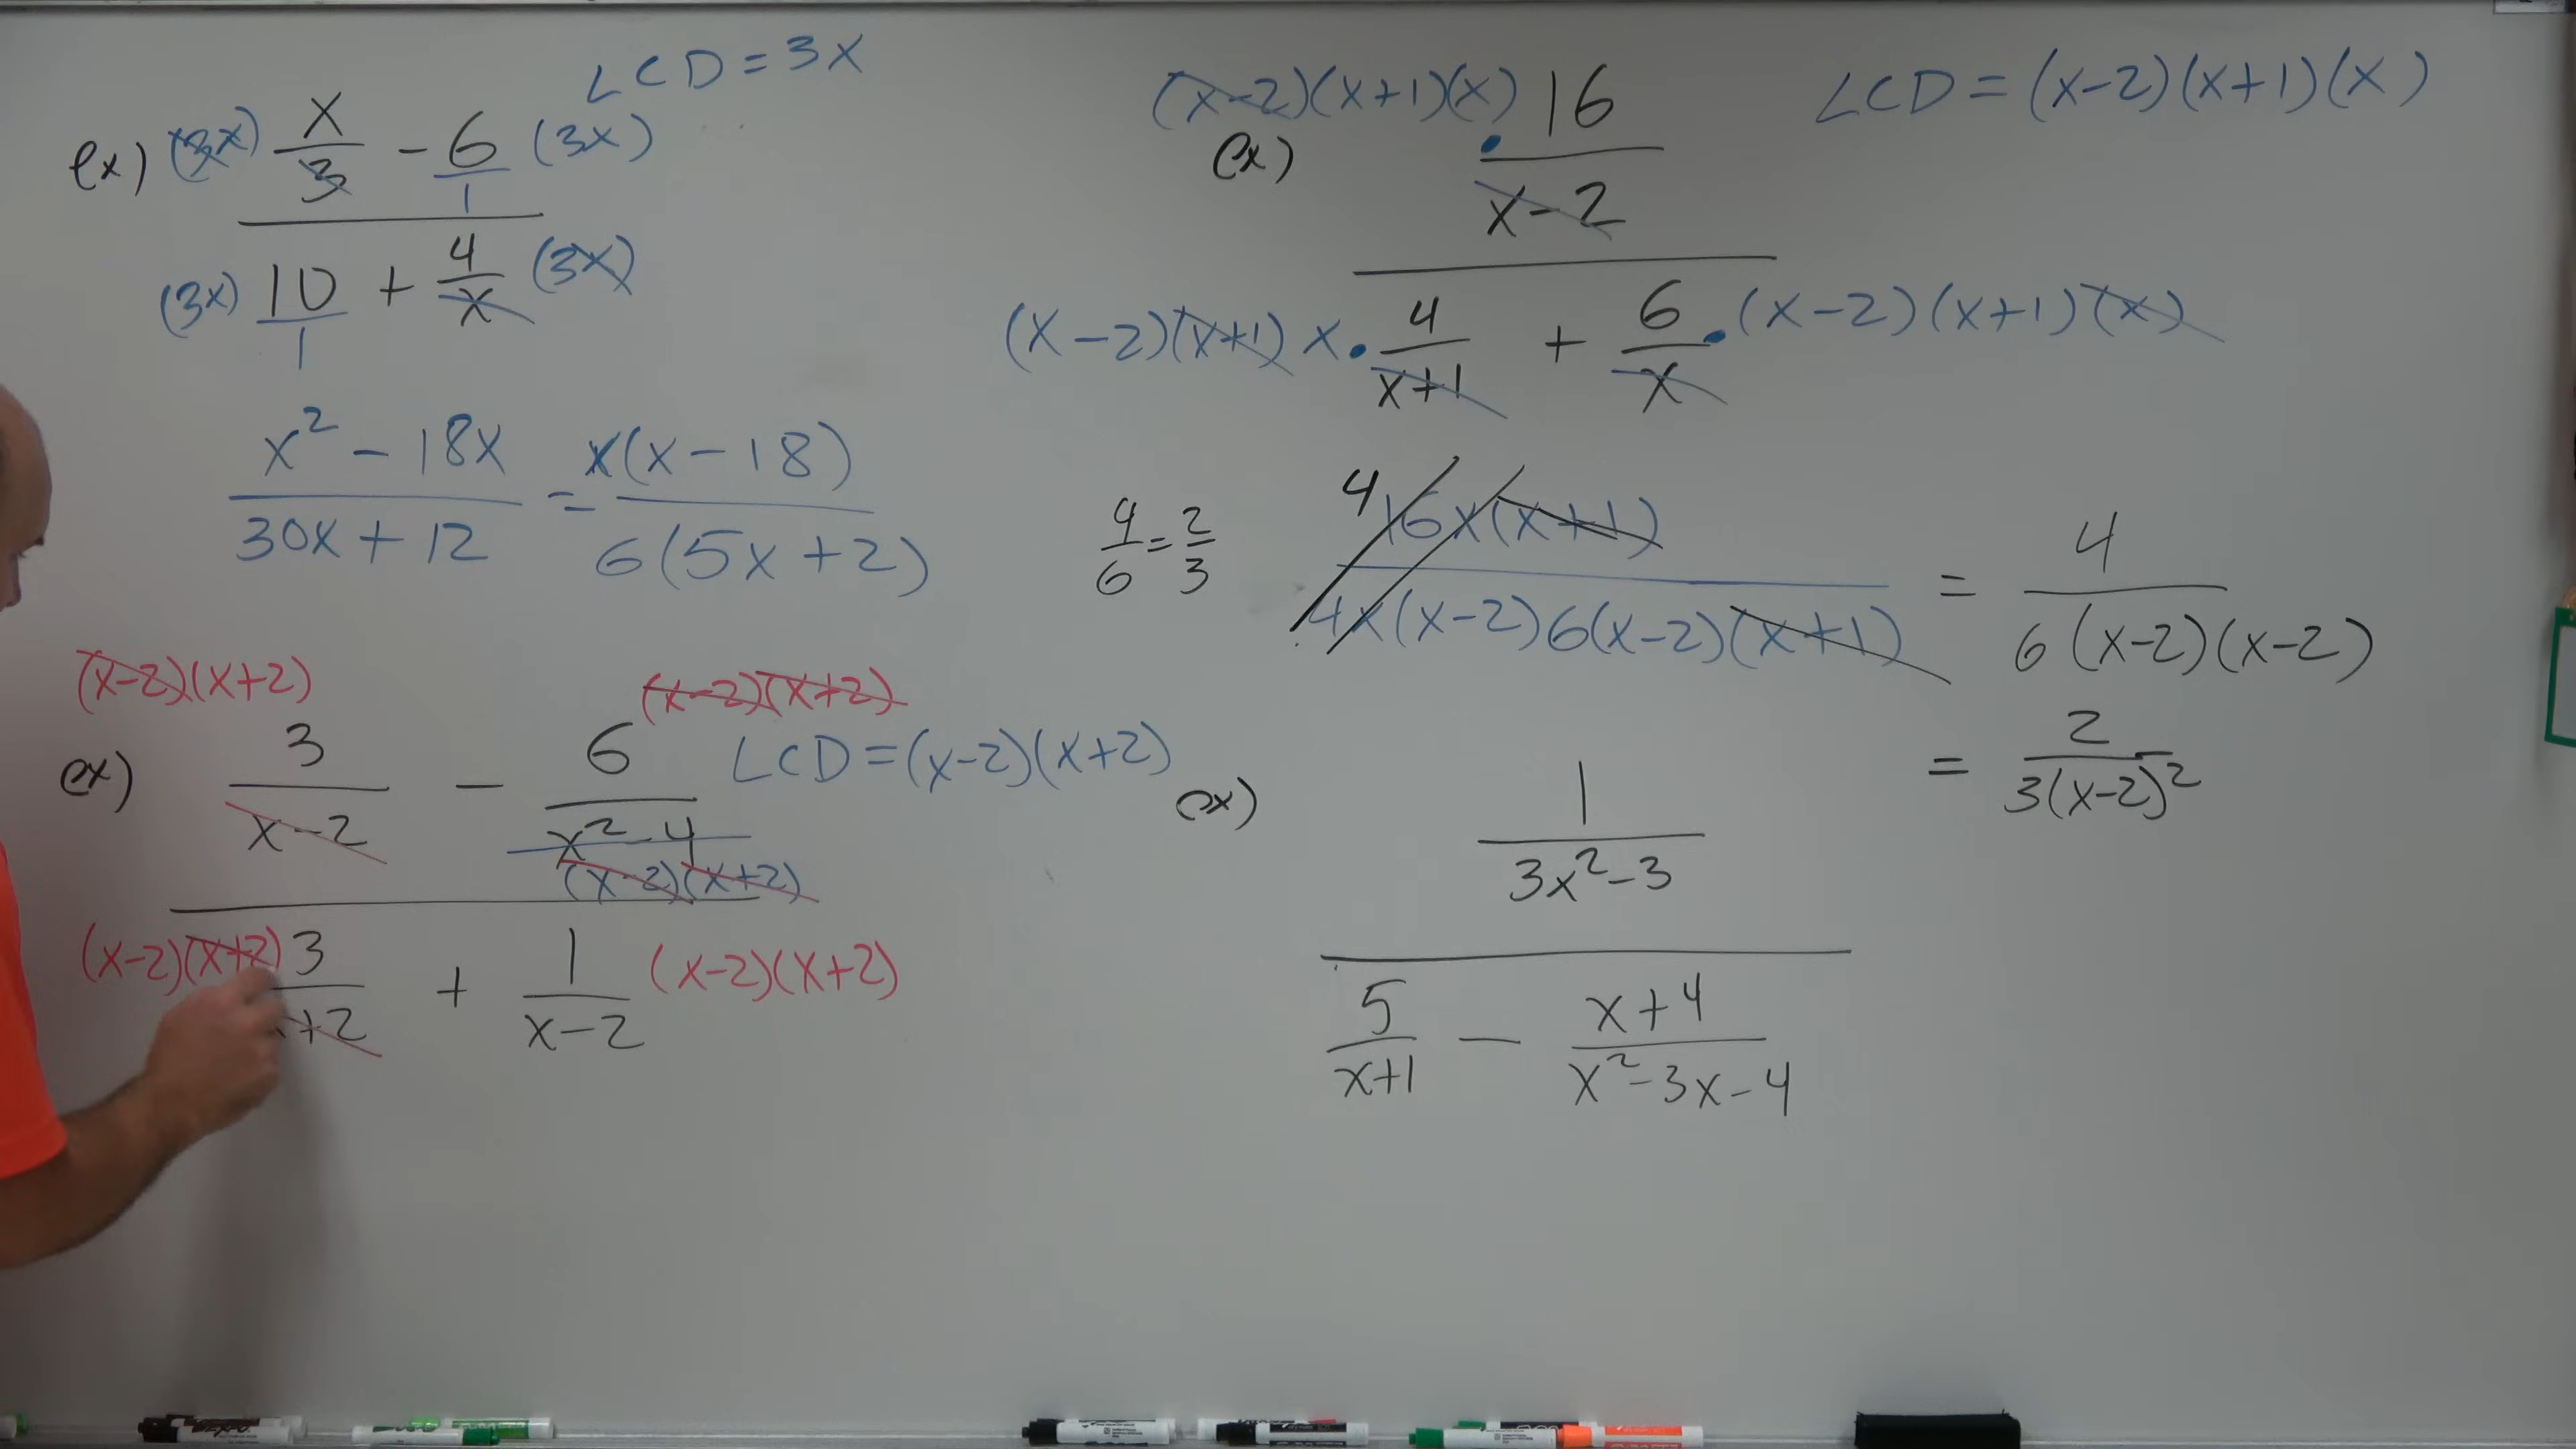 LCD = 3x
ex) (3x) x/3 - 6/1 (3x)
(3x) 10/1 + 4/x (3x)
x² - 18x / 30x + 12 = x(x - 18) / 6(5x + 2)
(x-2)(x+2) (x-2)(x+2)
ex) 3/x-2 - 6/x²-4 LCD = (x-2)(x+2)
(x-2)(x+2)
(x-2)(x+2) 3/x+2 + 1/x-2 (x-2)(x+2)
(x-2)(x+1)(x) · 16 LCD = (x-2)(x+1)(x)
ex)
x-2
(x-2)(x+1) x · 4/x+1 + 6/x · (x-2)(x+1)(x)
4/6 = 2/3
4 16x(x+1) / 4x(x-2)6(x-2)(x+1) = 4 / 6(x-2)(x-2)
= 2 / 3(x-2)²
ex) 1 / 3x²-3
5/x+1 - x+4 / x²-3x-4